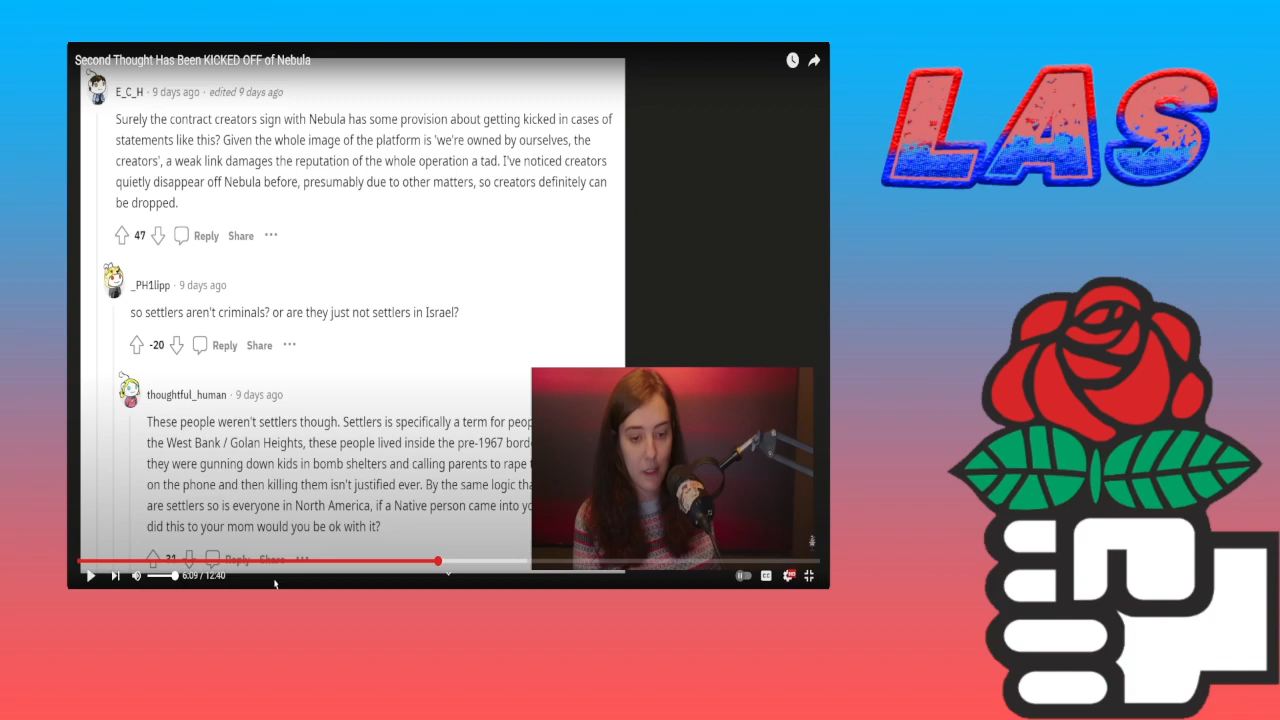 Second Thought Has Been KICKED OFF of Nebula
LAS
E_C_H · 9 days ago · edited 9 days ago
Surely the contract creators sign with Nebula has some provision about getting kicked in cases of
statements like this? Given the whole image of the platform is 'we're owned by ourselves, the
creators', a weak link damages the reputation of the whole operation a tad. I've noticed creators
quietly disappear off Nebula before, presumably due to other matters, so creators definitely can
be dropped.
47 Reply Share ···
_PH1lipp · 9 days ago
so settlers aren't criminals? or are they just not settlers in Israel?
-20 Reply Share ···
thoughtful_human · 9 days ago
These people weren't settlers though. Settlers is specifically a term for
the West Bank / Golan Heights, these people lived inside the pre-1967
they were gunning down kids in bomb shelters and calling parents to rape
on the phone and then killing them isn't justified ever. By the same logic
are settlers so is everyone in North America, if a Native person came into
did this to your mom would you be ok with it?
31 Reply Share ···
6:09 / 12:40
CC
HD